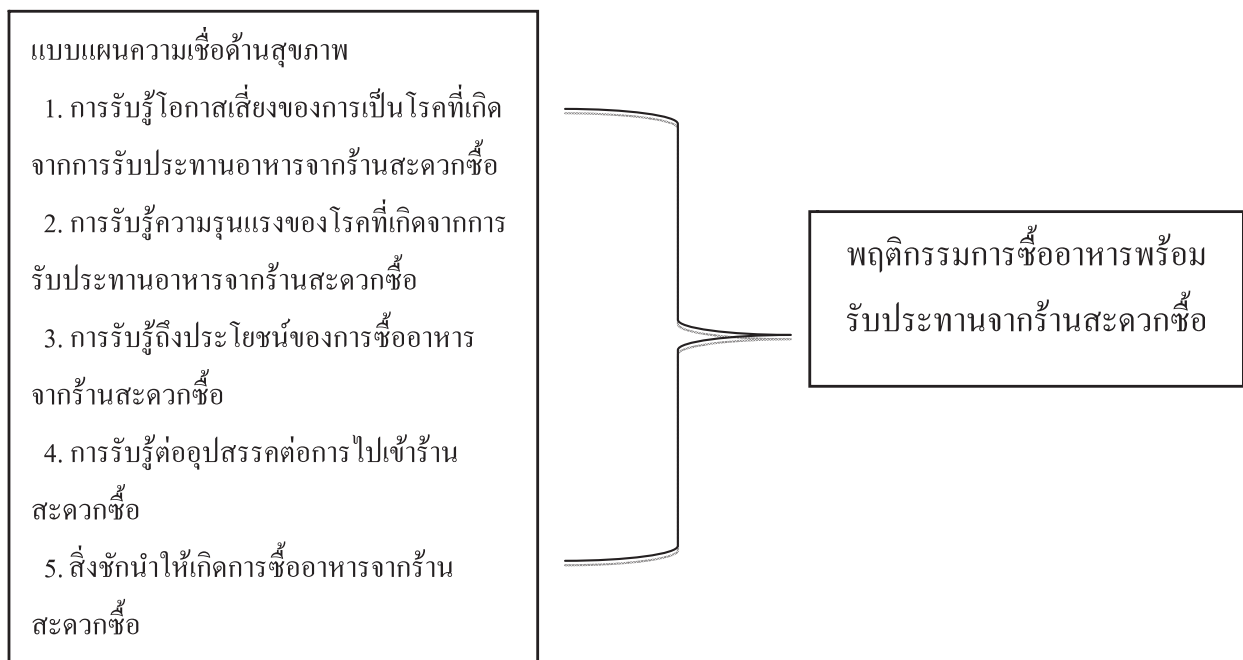 แบบแผนความเชื่อด้านสุขภาพ
1. การรับรู้โอกาสเสี่ยงของการเป็นโรคที่เกิด
จากการรับประทานอาหารจากร้านสะดวกซื้อ
2. การรับรู้ความรุนแรงของโรคที่เกิดจากการ
รับประทานอาหารจากร้านสะดวกซื้อ
3. การรับรู้ถึงประโยชน์ของการซื้ออาหาร
จากร้านสะดวกซื้อ
4. การรับรู้ต่ออุปสรรคต่อการไปเข้าร้าน
สะดวกซื้อ
5. สิ่งชักนำให้เกิดการซื้ออาหารจากร้าน
สะดวกซื้อ
พฤติกรรมการซื้ออาหารพร้อม
รับประทานจากร้านสะดวกซื้อ